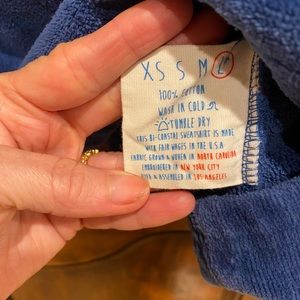 XS S M L
100% COTTON
WASH IN COLD
TUMBLE DRY
THIS BI-COASTAL SWEATSHIRT IS MADE
WITH FAIR WAGES IN THE U.S.A
FABRIC GROWN & WOVEN IN NORTH CAROLINA
EMBROIDERED IN NEW YORK CITY
& ASSEMBLED IN LOS ANGELES